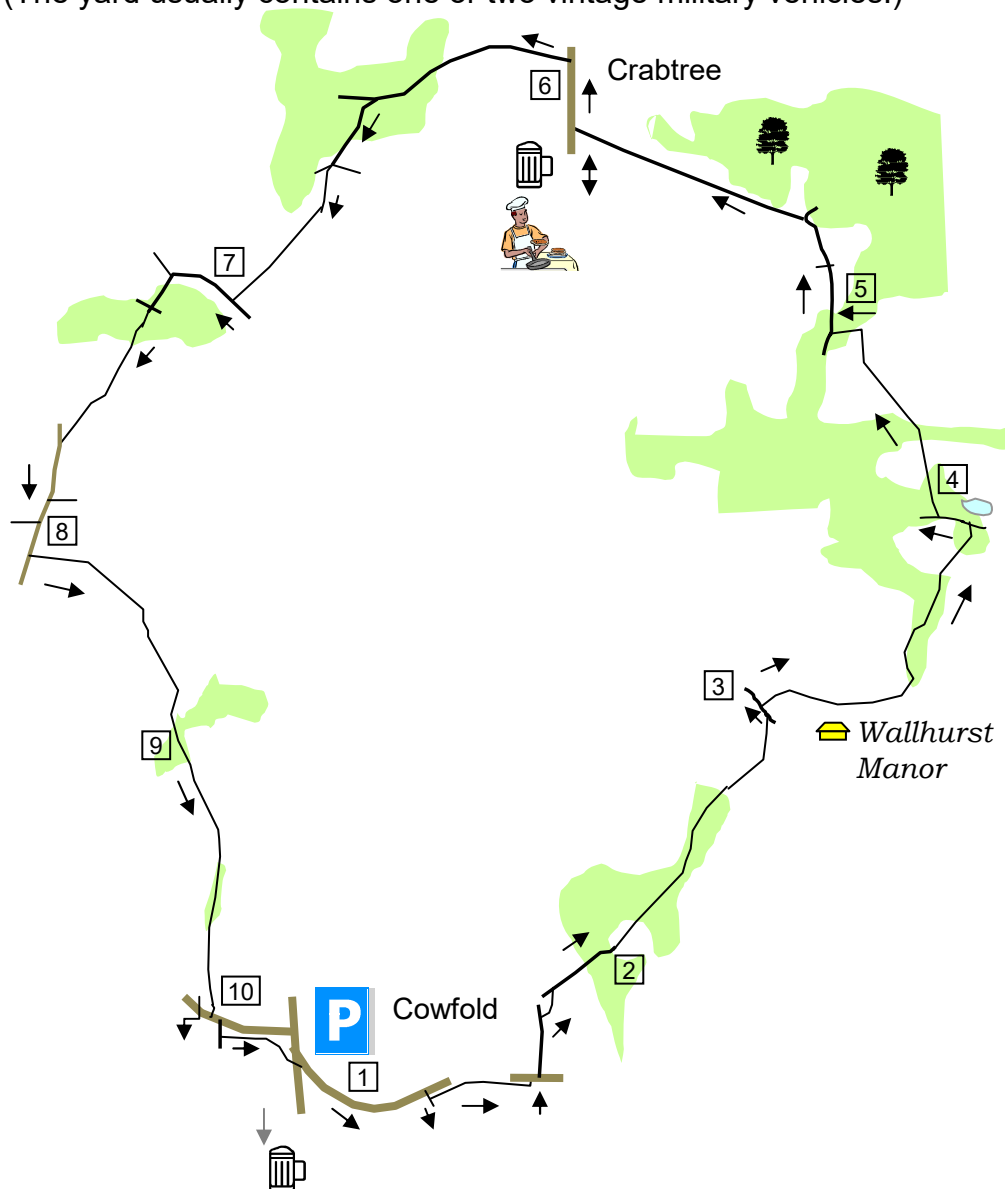 (The yard usually contains one or two vintage military vehicles.)
6
Crabtree
7
5
4
8
3
Wallhurst
Manor
9
2
10
P
Cowfold
1